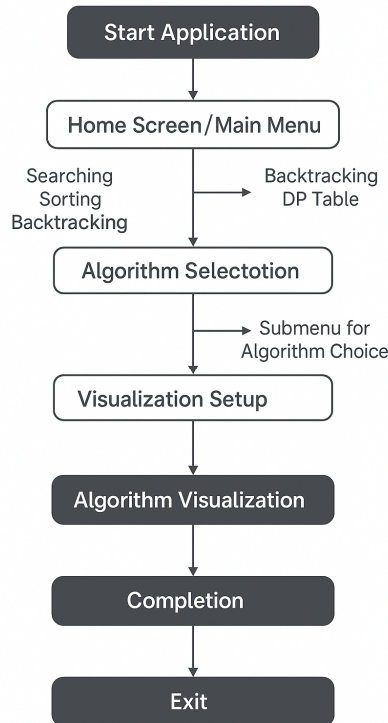 Start Application
Home Screen/Main Menu
Searching
Sorting
Backtracking
Backtracking
DP Table
Algorithm Selectotion
Submenu for
Algorithm Choice
Visualization Setup
Algorithm Visualization
Completion
Exit